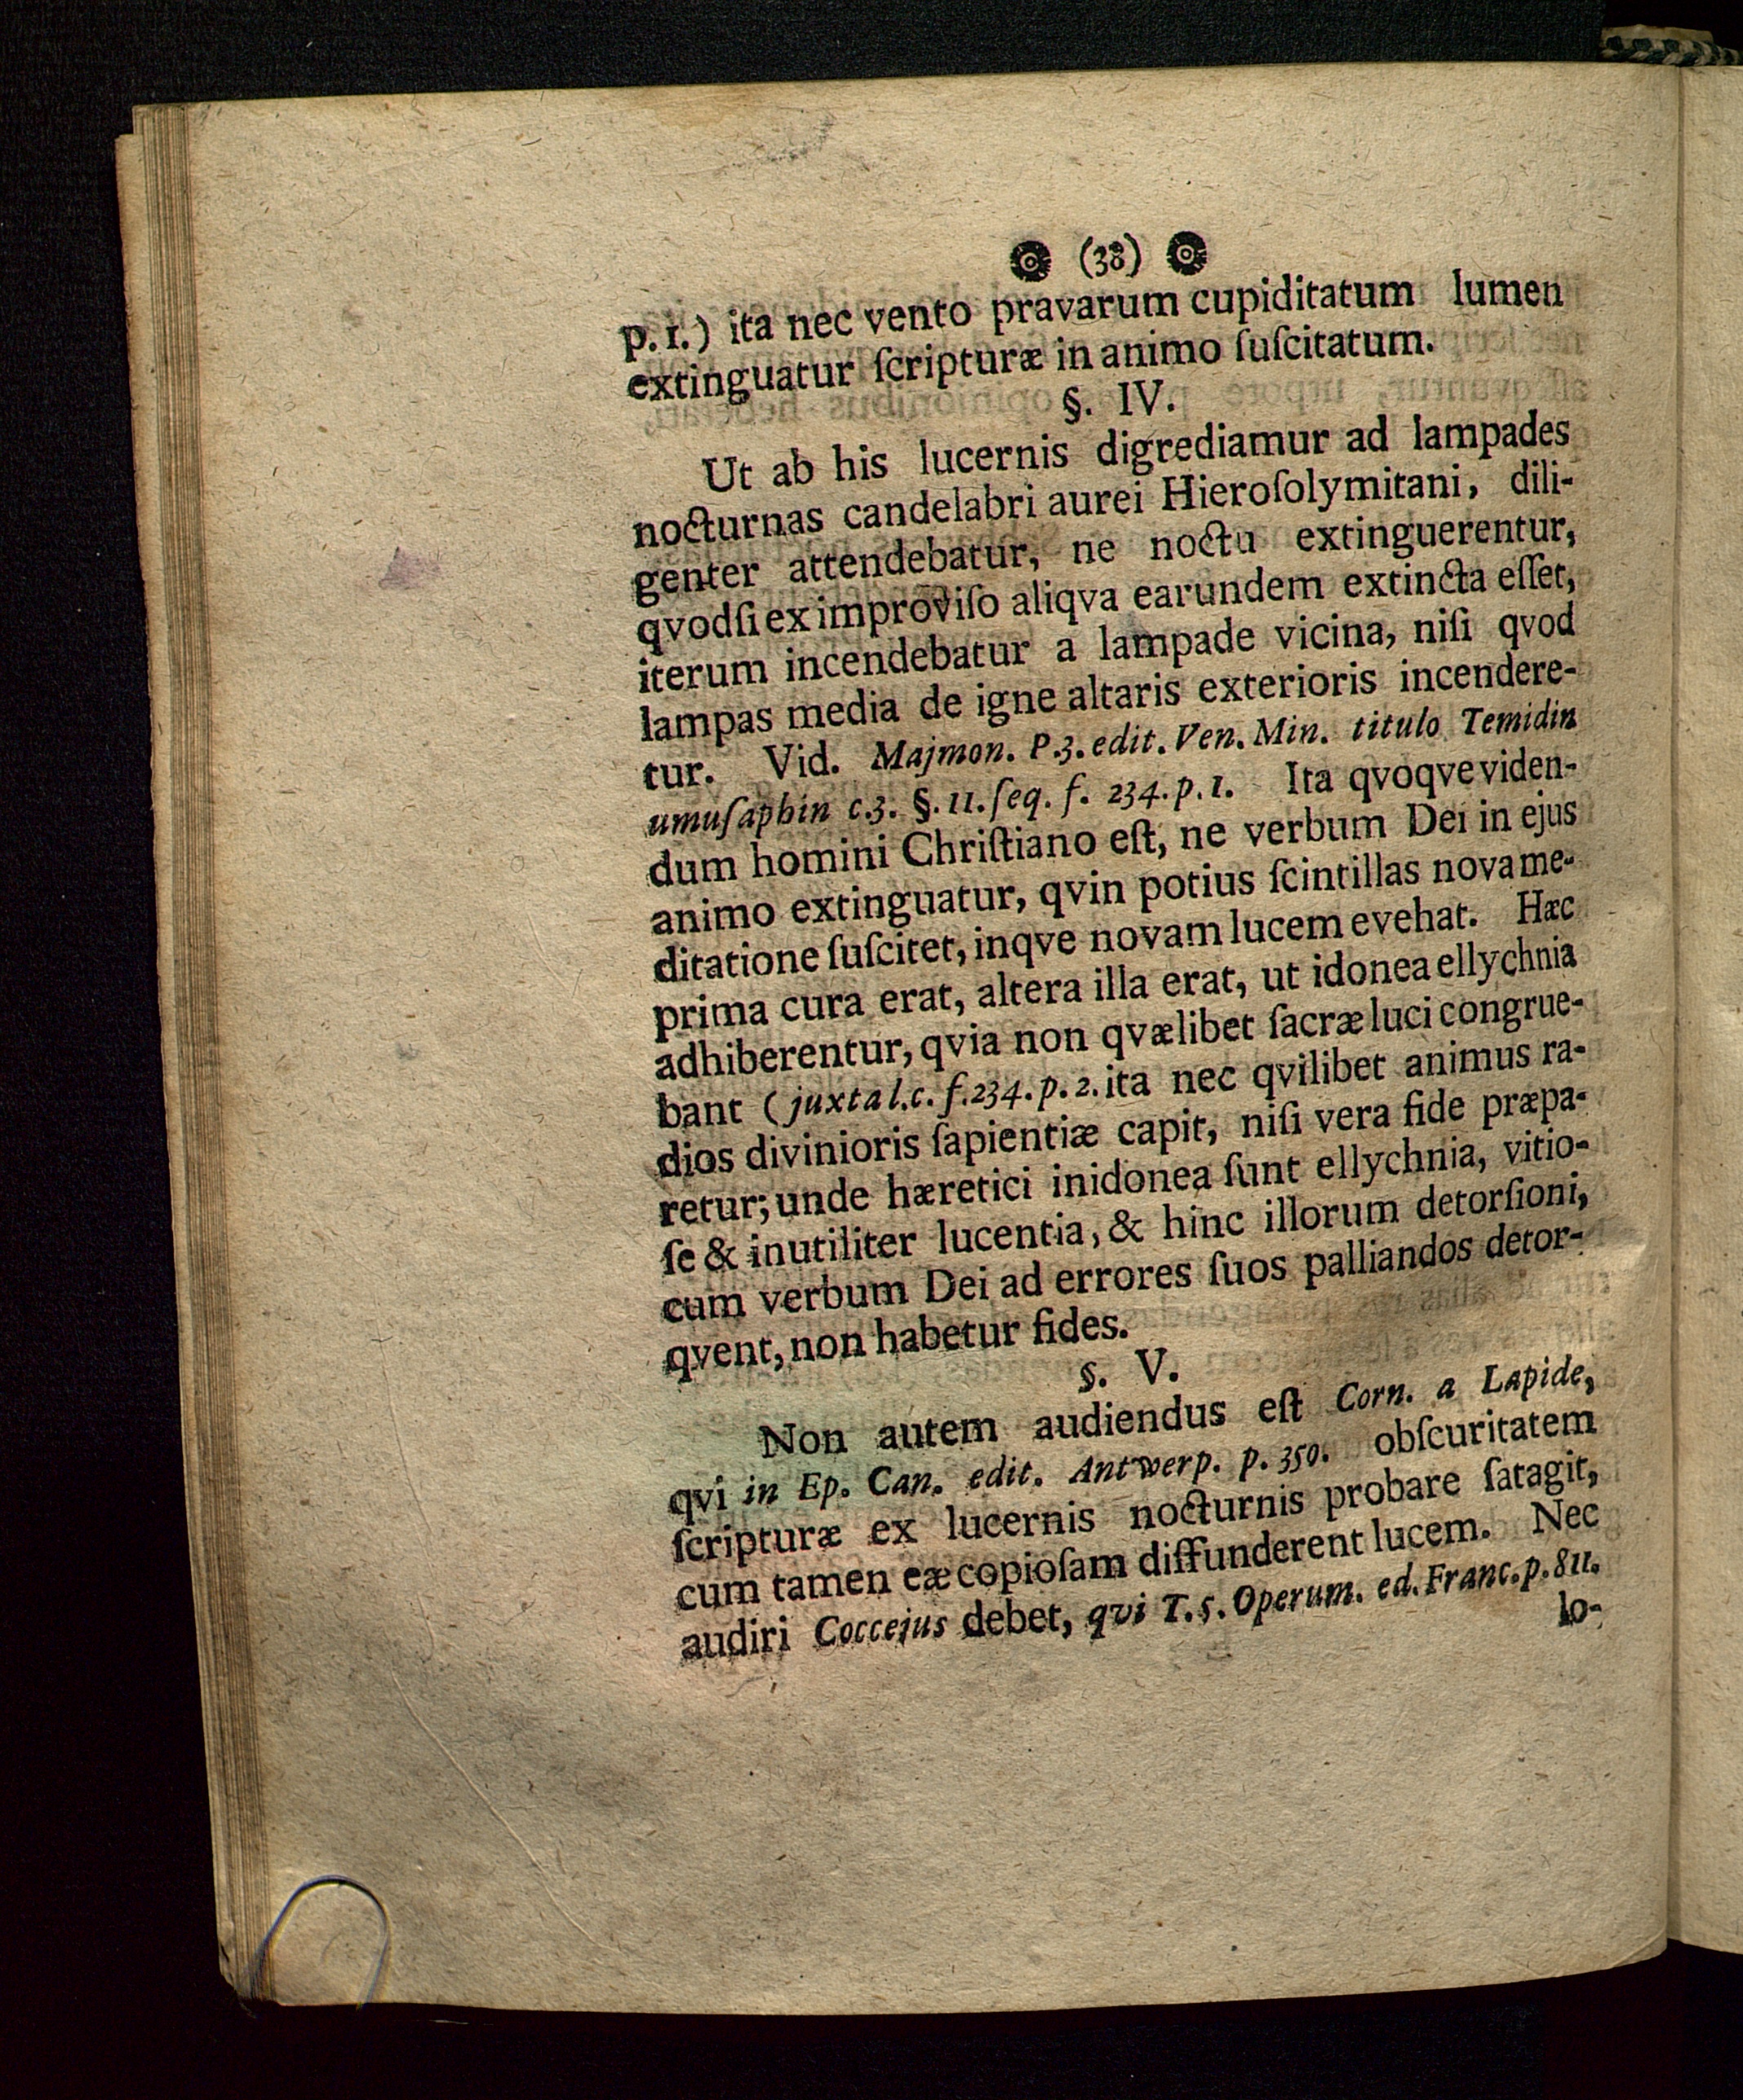 (38)
p. 1.) ita nec vento pravarum cupiditatum lumen
extinguatur ſcripturæ in animo ſuſcitatum.
§. IV.
Ut ab his lucernis digrediamur ad lampades
nocturnas candelabri aurei Hieroſolymitani, dili-
genter attendebatur, ne noctu extinguerentur,
qvodſi ex improviſo aliqva earundem extincta eſſet,
iterum incendebatur a lampade vicina, niſi qvod
lampas media de igne altaris exterioris incendere-
tur. Vid. Majmon. P. 3. edit. Ven. Min. titulo Temidin
umuſaphin c. 3. §. 11. ſeq. f. 234. p. 1. Ita qvoqve viden-
dum homini Chriſtiano eſt, ne verbum Dei in ejus
animo extinguatur, qvin potius ſcintillas nova me-
ditatione ſuſcitet, inqve novam lucem evehat. Hæc
prima cura erat, altera illa erat, ut idonea ellychnia
adhiberentur, qvia non qvælibet ſacræ luci congrue-
bant (juxta l. c. f. 234. p. 2. ita nec qvilibet animus ra-
dios divinioris ſapientiæ capit, niſi vera fide præpa-
retur; unde hæretici inidonea ſunt ellychnia, vitio-
ſe & inutiliter lucentia, & hinc illorum detorſioni,
cum verbum Dei ad errores ſuos palliandos detor-
qvent, non habetur fides.
§. V.
Non autem audiendus eſt Corn. a Lapide,
qvi in Ep. Can. edit. Antwerp. p. 350. obſcuritatem
ſcripturæ ex lucernis nocturnis probare ſatagit,
cum tamen eæ copioſam diffunderent lucem. Nec
audiri Coccejus debet, qvi T. 5. Operum. ed. Franc. p. 811.
lo-